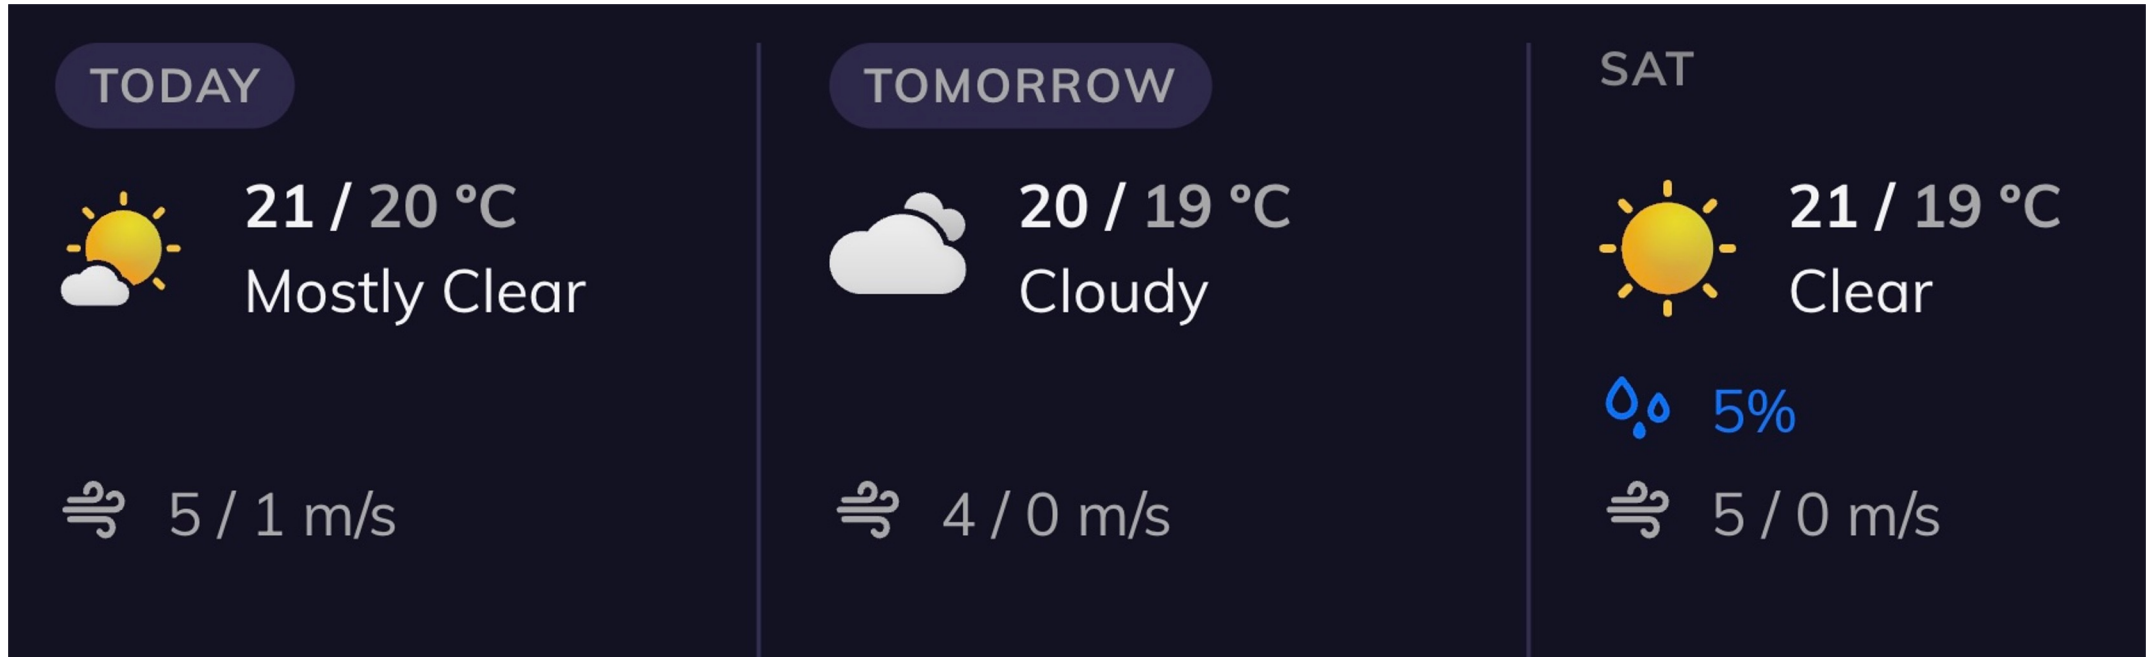 TODAY
21 / 20 °C
Mostly Clear
5 / 1 m/s
TOMORROW
20 / 19 °C
Cloudy
4 / 0 m/s
SAT
21 / 19 °C
Clear
5%
5 / 0 m/s